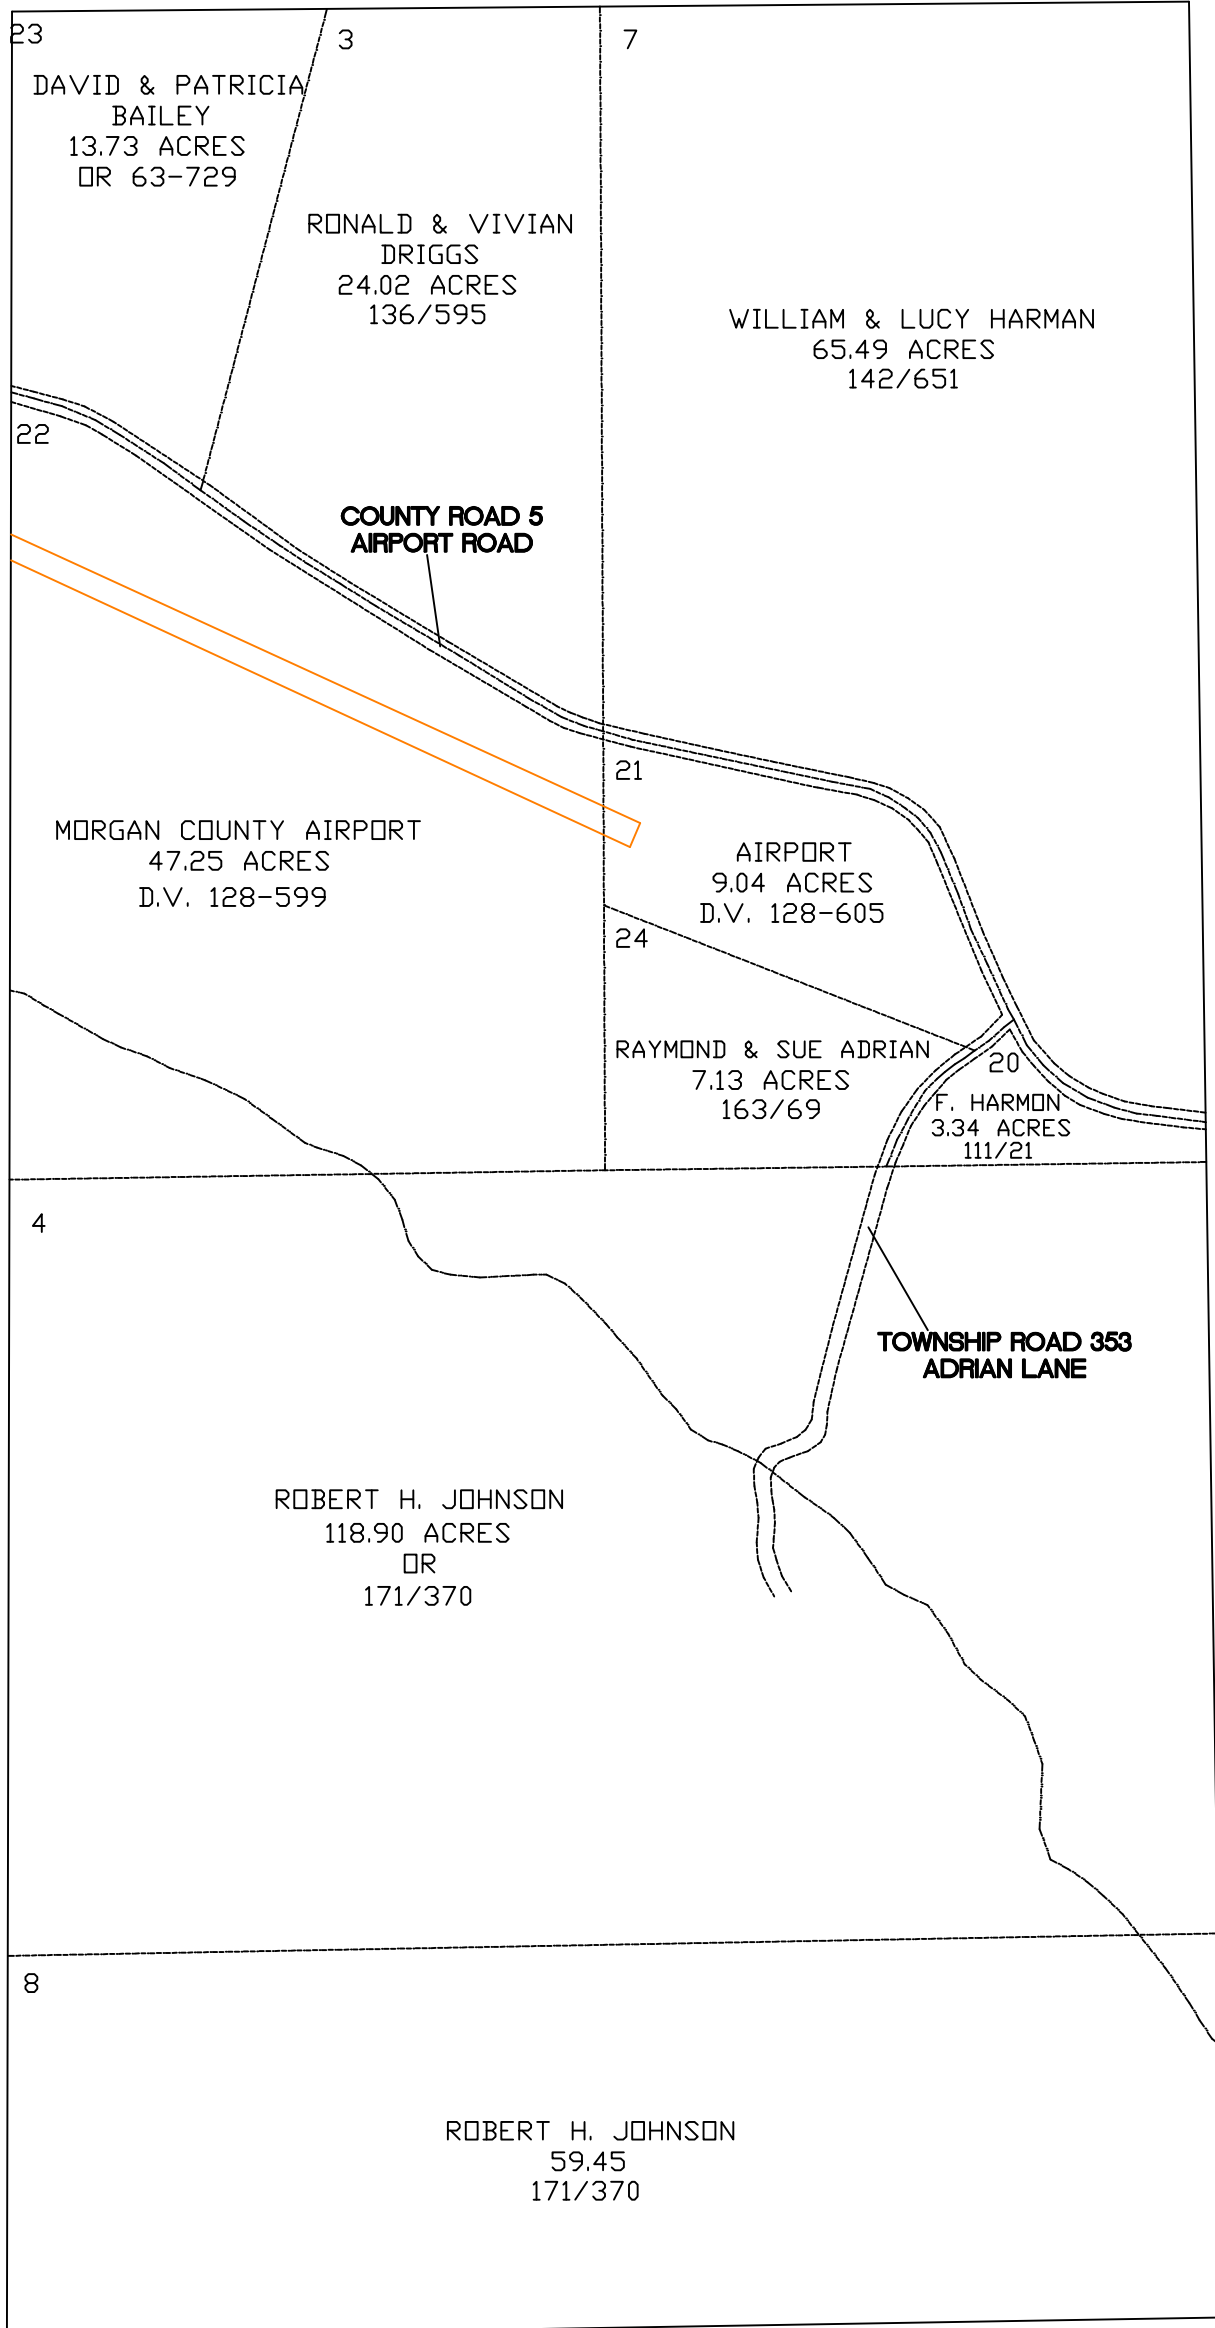 23
3
7
DAVID & PATRICIA
BAILEY
13.73 ACRES
OR 63-729
RONALD & VIVIAN
DRIGGS
24.02 ACRES
136/595
WILLIAM & LUCY HARMAN
65.49 ACRES
142/651
22
COUNTY ROAD 5
AIRPORT ROAD
21
MORGAN COUNTY AIRPORT
47.25 ACRES
D.V. 128-599
AIRPORT
9.04 ACRES
D.V. 128-605
24
RAYMOND & SUE ADRIAN
7.13 ACRES
163/69
20
F. HARMON
3.34 ACRES
111/21
4
TOWNSHIP ROAD 353
ADRIAN LANE
ROBERT H. JOHNSON
118.90 ACRES
OR
171/370
8
ROBERT H. JOHNSON
59.45
171/370